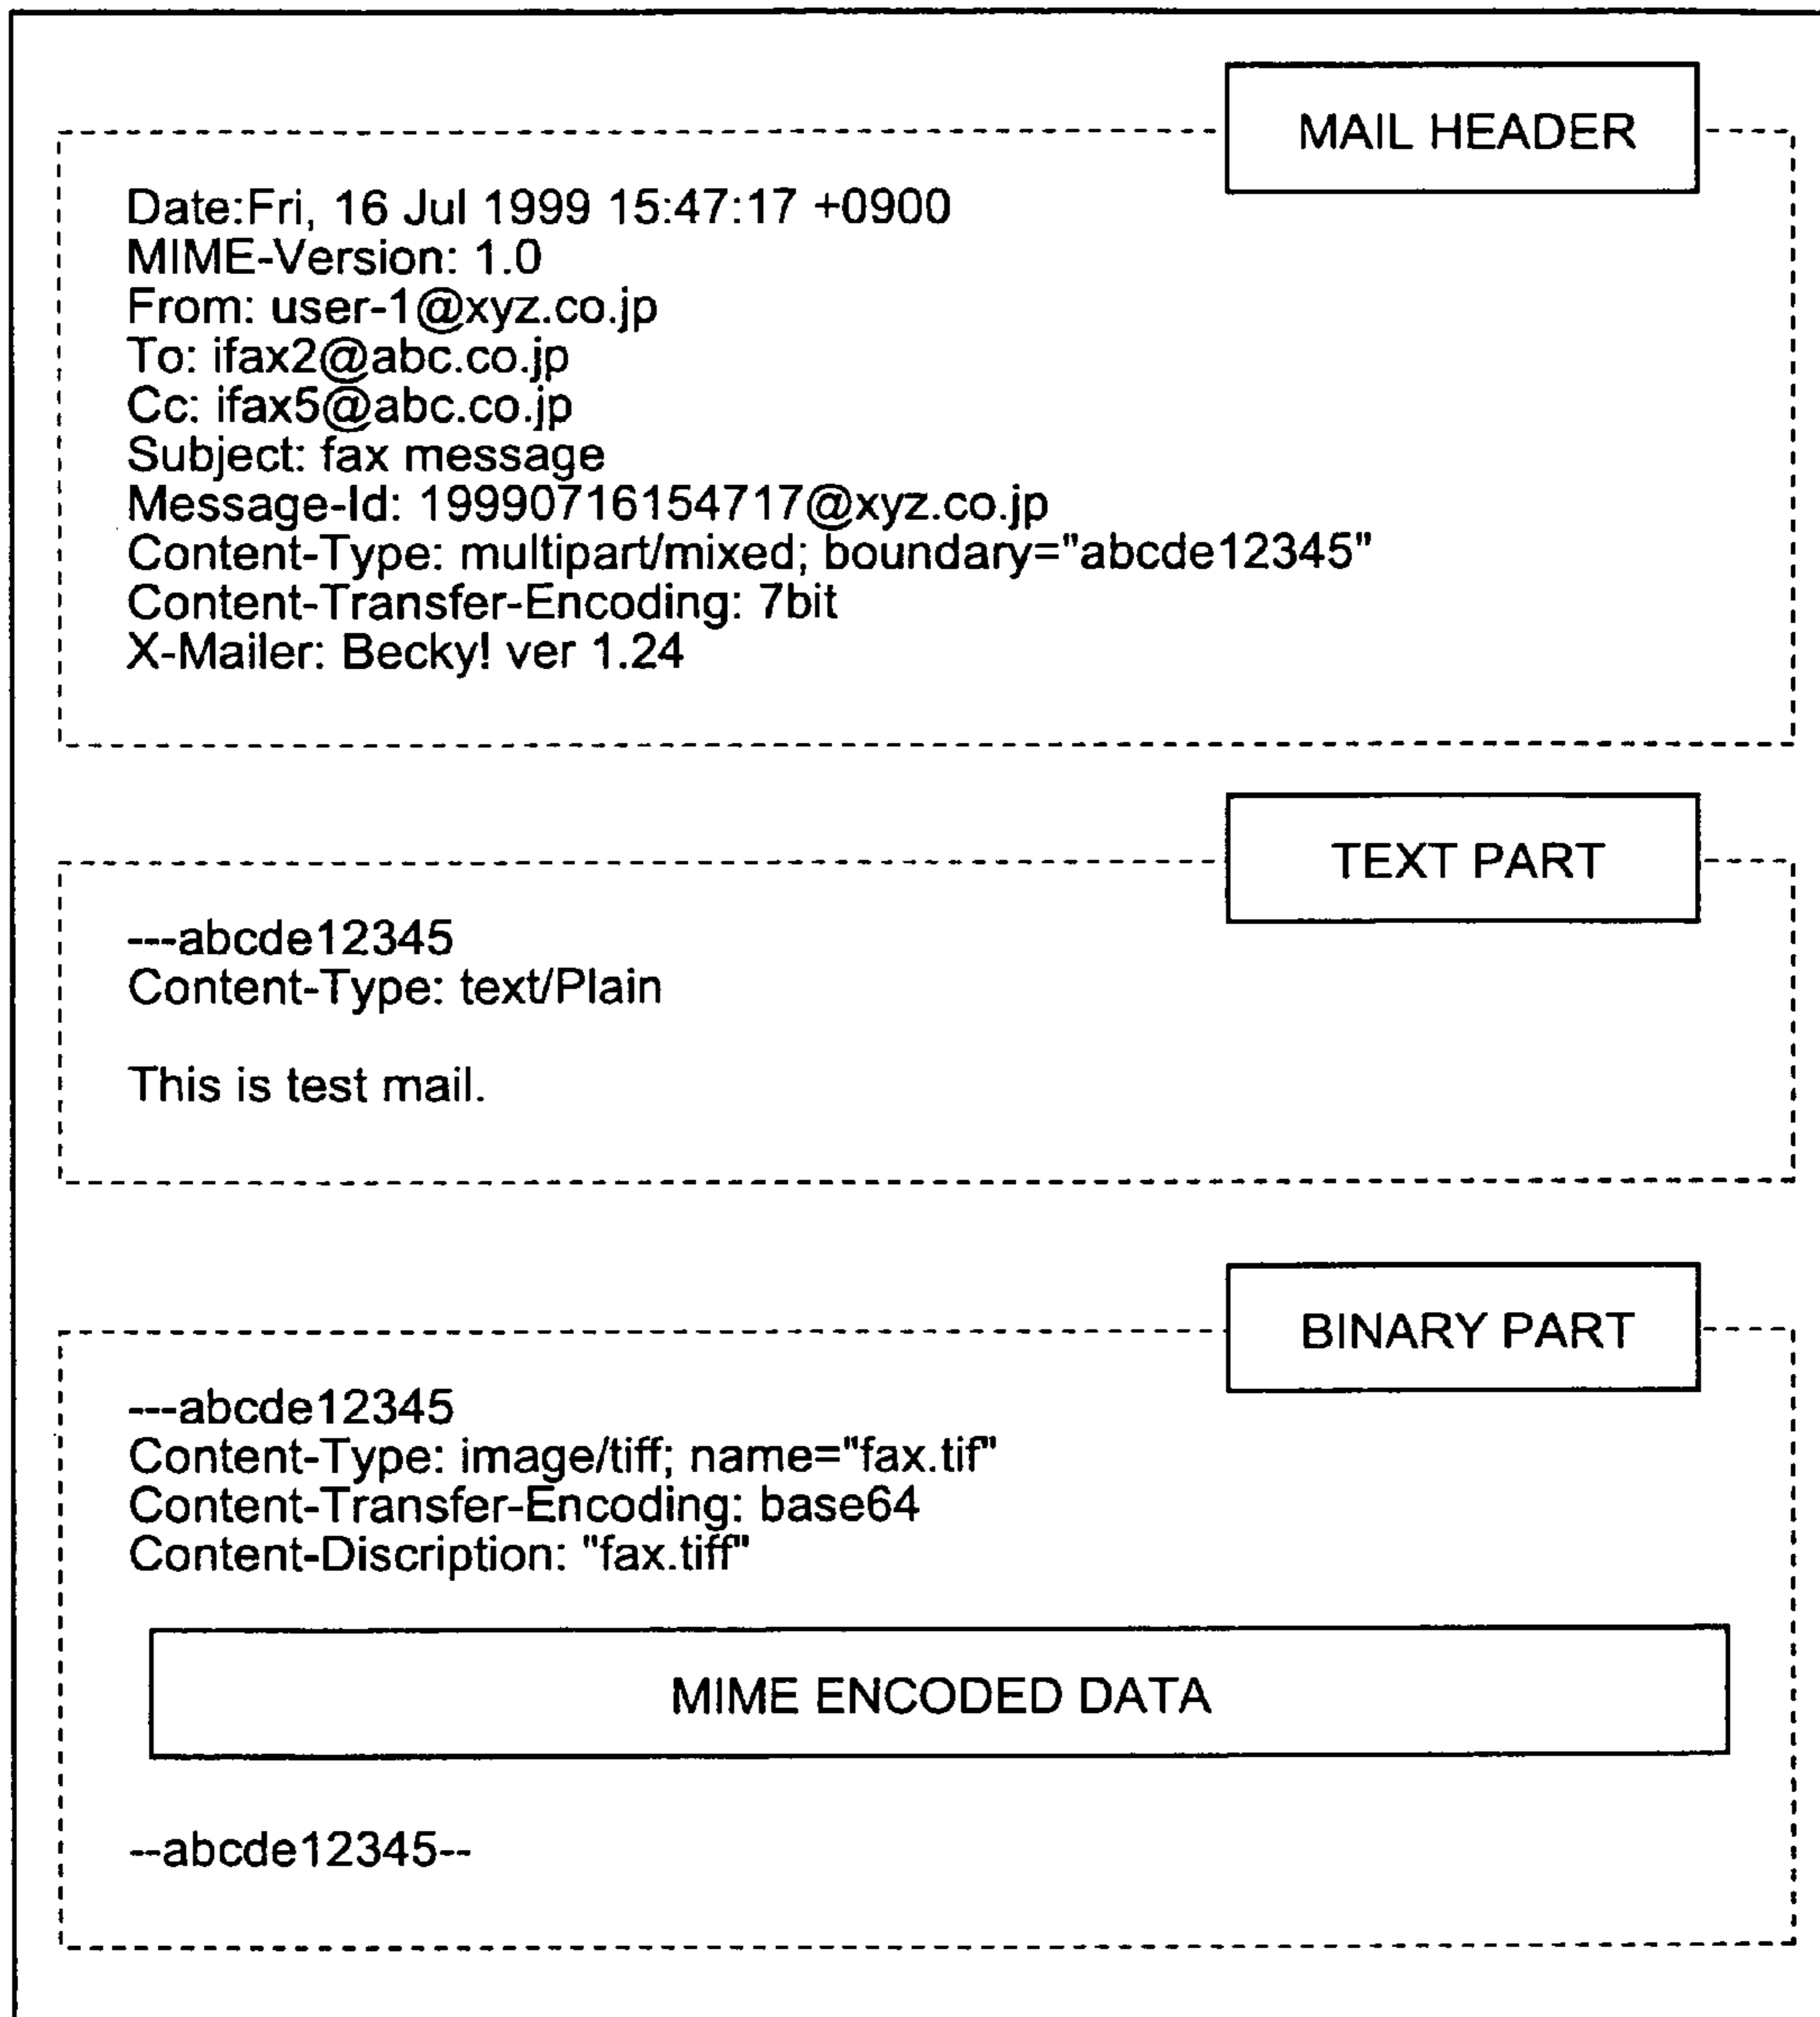 MAIL HEADER
Date:Fri, 16 Jul 1999 15:47:17 +0900
MIME-Version: 1.0
From: user-1@xyz.co.jp
To: ifax2@abc.co.jp
Cc: ifax5@abc.co.jp
Subject: fax message
Message-Id: 19990716154717@xyz.co.jp
Content-Type: multipart/mixed; boundary="abcde12345"
Content-Transfer-Encoding: 7bit
X-Mailer: Becky! ver 1.24
TEXT PART
---abcde12345
Content-Type: text/Plain
This is test mail.
BINARY PART
---abcde12345
Content-Type: image/tiff; name="fax.tif"
Content-Transfer-Encoding: base64
Content-Discription: "fax.tiff"
MIME ENCODED DATA
--abcde12345--